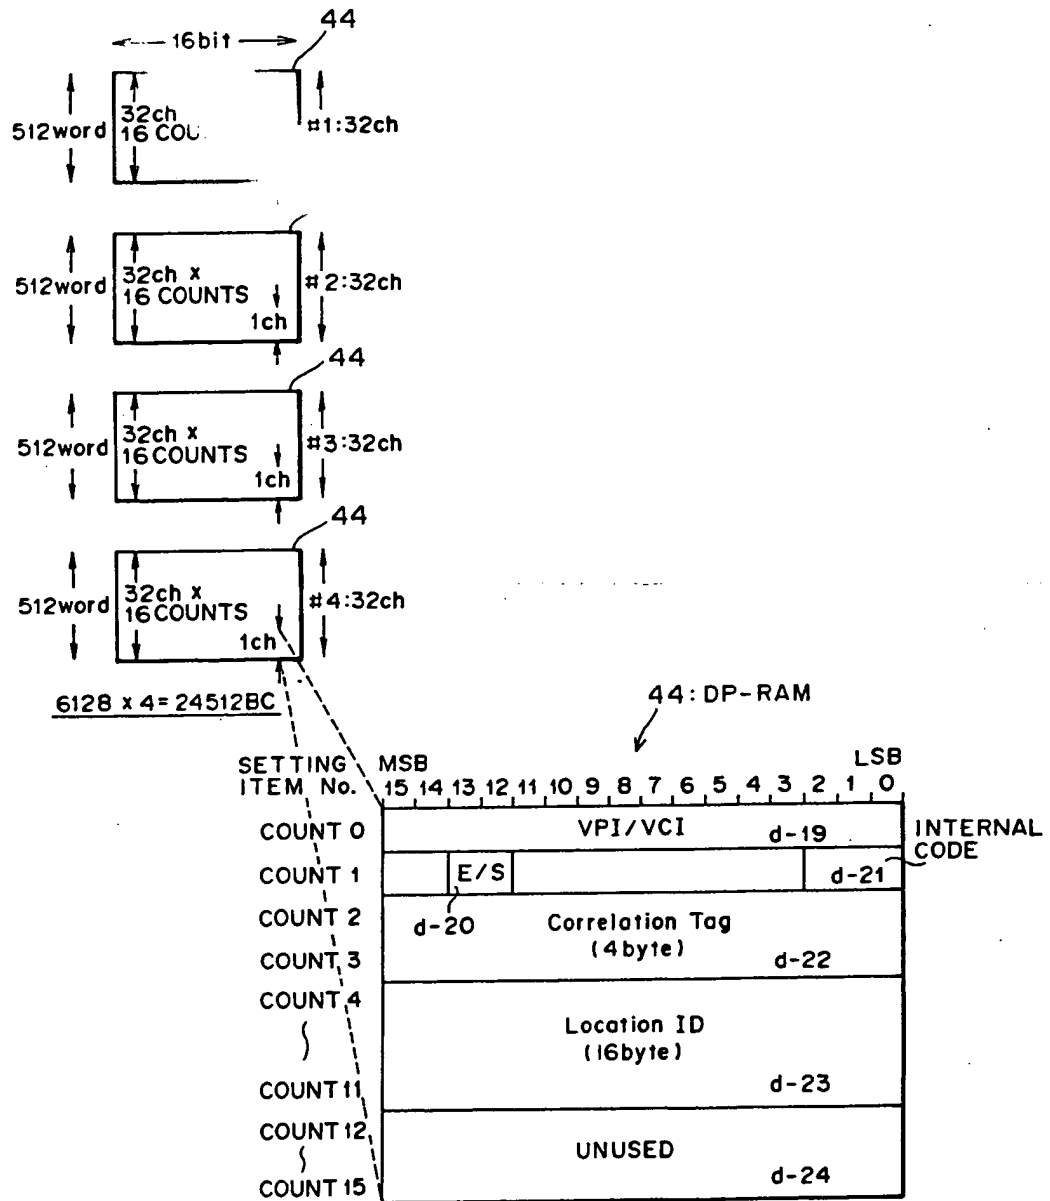 44
16bit
512word
32ch
16 COU
#1:32ch
512word
32ch x
16 COUNTS
1ch
#2:32ch
44
512word
32ch x
16 COUNTS
1ch
#3:32ch
44
512word
32ch x
16 COUNTS
1ch
#4:32ch
6128 x 4 = 24512BC
44: DP-RAM
SETTING
ITEM No.
MSB LSB
15 14 13 12 11 10 9 8 7 6 5 4 3 2 1 0
COUNT 0 VPI/VCI d-19
INTERNAL
CODE
COUNT 1 E/S d-21
COUNT 2 d-20 Correlation Tag
(4byte)
COUNT 3 d-22
COUNT 4
Location ID
(16byte)
COUNT 11 d-23
COUNT 12
UNUSED
COUNT 15 d-24